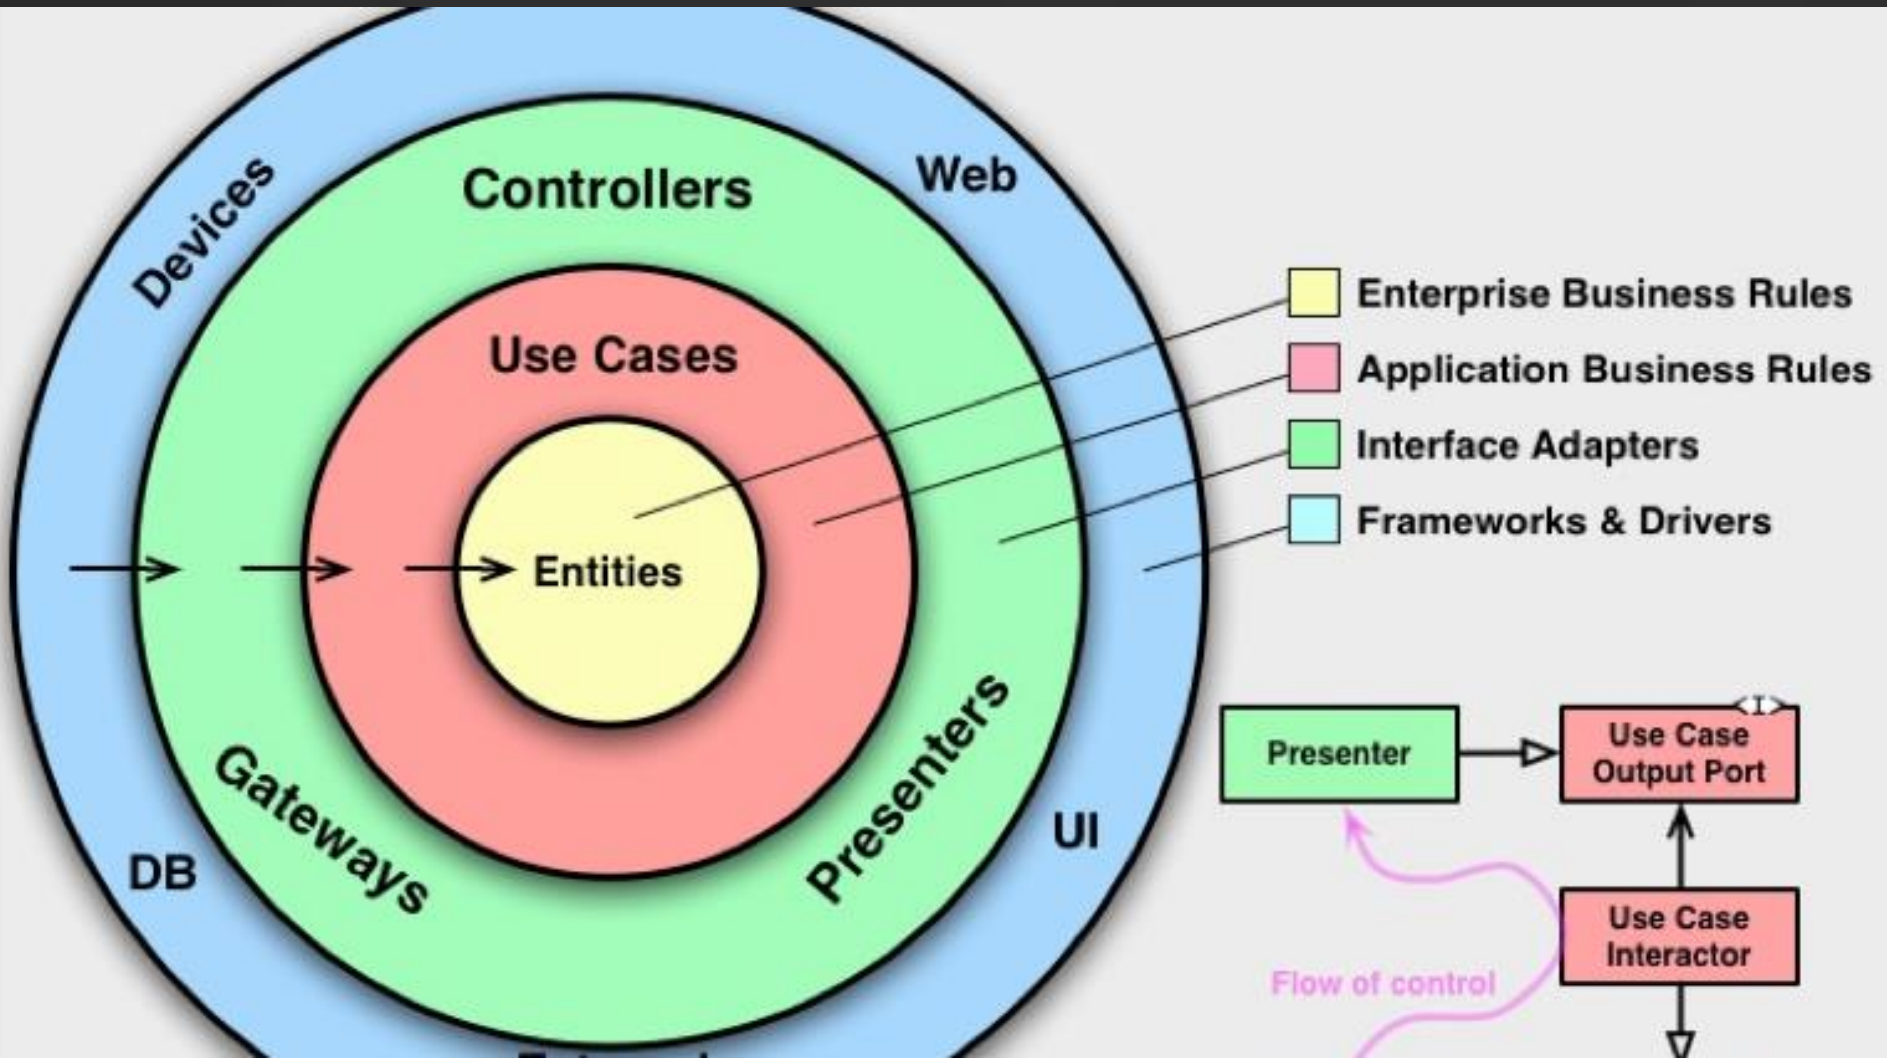 Devices
Controllers
Web
Use Cases
Entities
Gateways
Presenters
DB
UI
Enterprise Business Rules
Application Business Rules
Interface Adapters
Frameworks & Drivers
Presenter
<I>
Use Case
Output Port
Use Case
Interactor
Flow of control